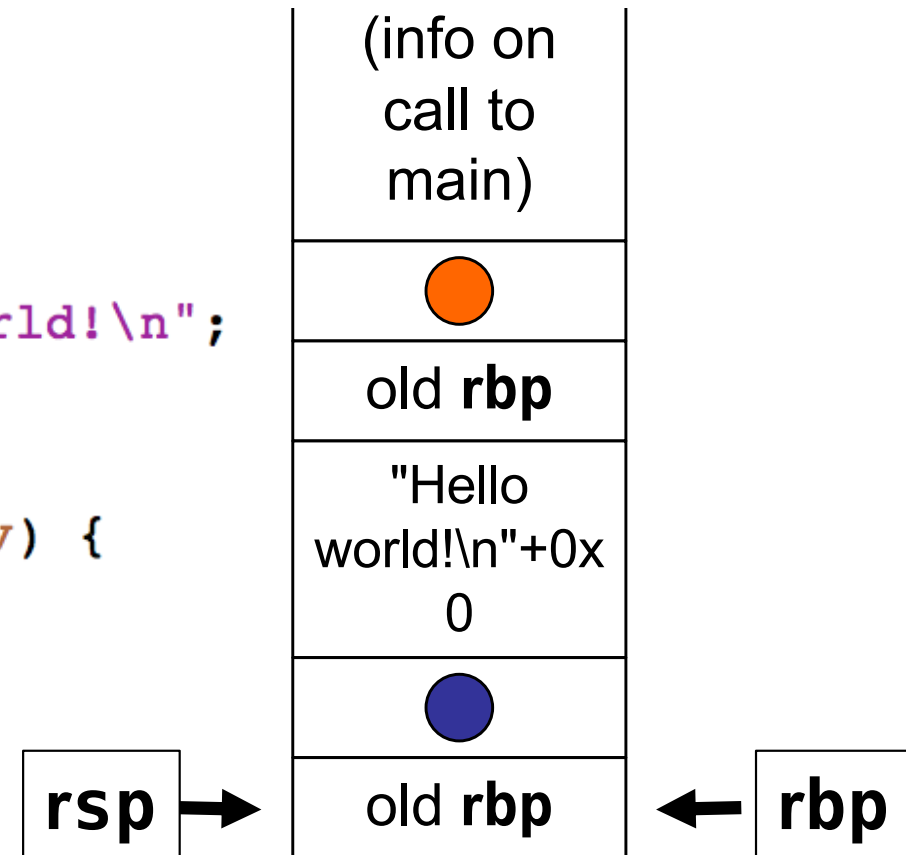 (info on
call to
main)
rld!\n";
old rbp
"Hello
world!\n"+0x
0
) {
rsp
old rbp
rbp